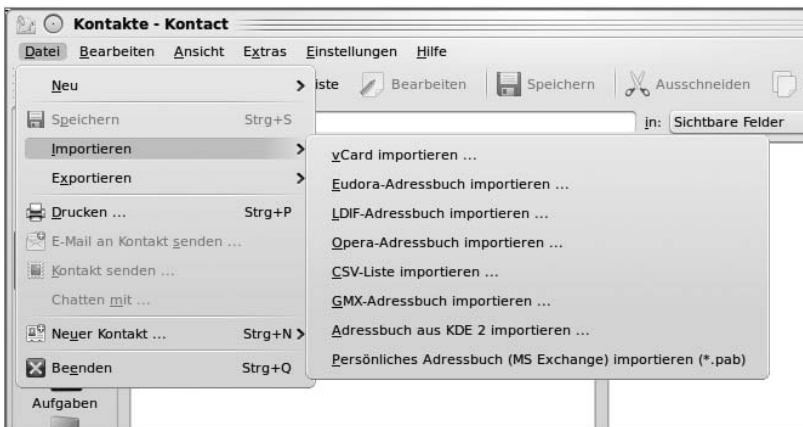 Kontakte - Kontact
Datei Bearbeiten Ansicht Extras Einstellungen Hilfe
iste Bearbeiten Speichern Ausschneiden
in: Sichtbare Felder
Neu
Speichern Strg+S
Importieren
Exportieren
Drucken ... Strg+P
E-Mail an Kontakt senden ...
Kontakt senden ...
Chatten mit ...
Neuer Kontakt ... Strg+N
Beenden Strg+Q
vCard importieren ...
Eudora-Adressbuch importieren ...
LDIF-Adressbuch importieren ...
Opera-Adressbuch importieren ...
CSV-Liste importieren ...
GMX-Adressbuch importieren ...
Adressbuch aus KDE 2 importieren ...
Persönliches Adressbuch (MS Exchange) importieren (*.pab)
Aufgaben